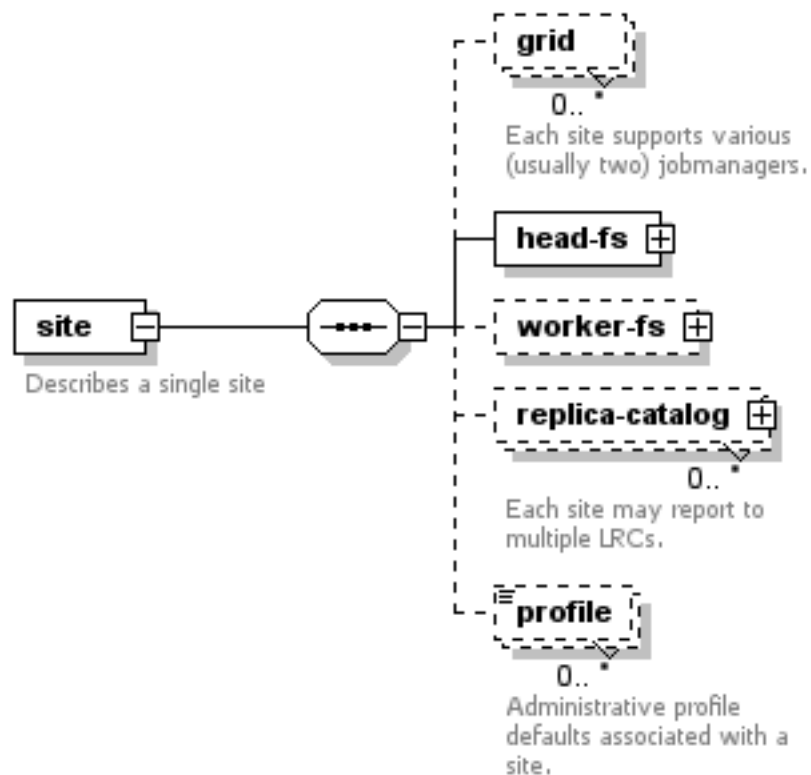 grid
0..*
Each site supports various
(usually two) jobmanagers.
head-fs
site
Describes a single site
worker-fs
replica-catalog
0..*
Each site may report to
multiple LRCs.
profile
0..*
Administrative profile
defaults associated with a
site.